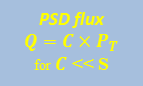 PSD flux
Q = C × P_T
for C << S